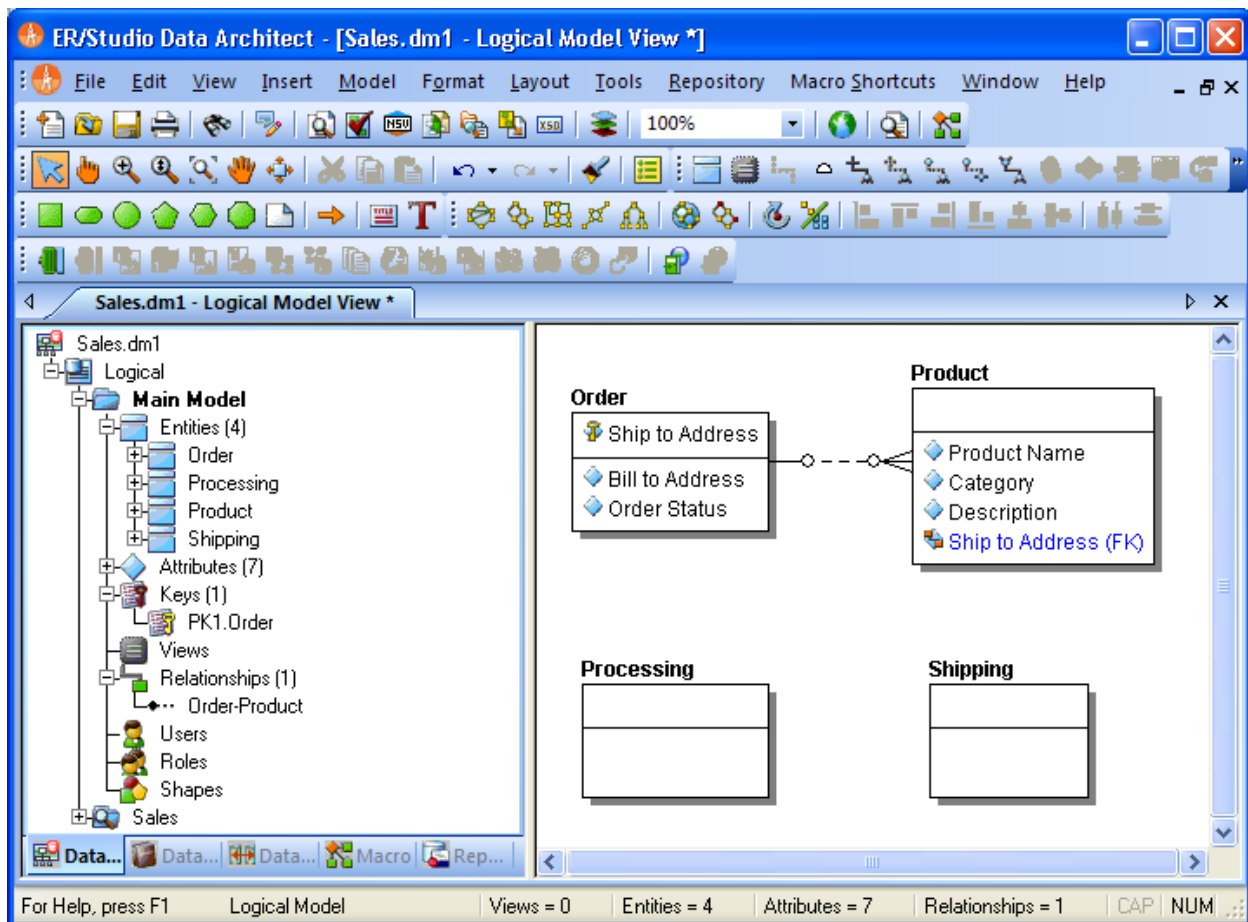 ER/Studio Data Architect - [Sales.dm1 - Logical Model View *]
File Edit View Insert Model Format Layout Tools Repository Macro Shortcuts Window Help
NSU XSD 100%
TITLE T
Sales.dm1 - Logical Model View *
Sales.dm1
Logical
Main Model
Entities (4)
Order
Processing
Product
Shipping
Attributes (7)
Keys (1)
PK1.Order
Views
Relationships (1)
Order-Product
Users
Roles
Shapes
Sales
Data... Data... Data... Macro Rep...
Order
Ship to Address
Bill to Address
Order Status
Product
Product Name
Category
Description
Ship to Address (FK)
Processing
Shipping
For Help, press F1 Logical Model Views = 0 Entities = 4 Attributes = 7 Relationships = 1 CAP NUM